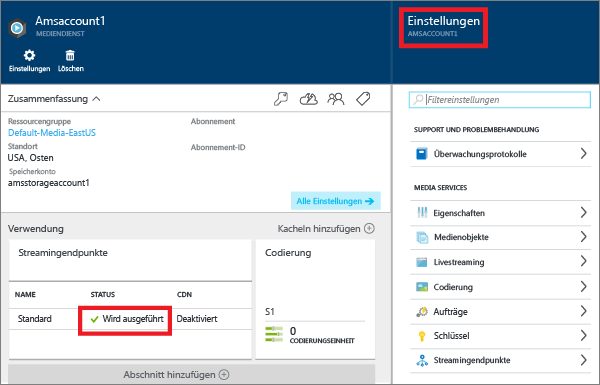 Amsaccount1
MEDIENDIENST
Einstellungen
Löschen
Zusammenfassung
Ressourcengruppe
Default-Media-EastUS
Standort
USA, Osten
Speicherkonto
amsstorageaccount1
Abonnement
Abonnement-ID
Alle Einstellungen
Verwendung
Kacheln hinzufügen
Streamingendpunkte
NAME STATUS CDN
Standard Wird ausgeführt Deaktiviert
Codierung
S1
0
CODIERUNGSEINHEIT
Abschnitt hinzufügen
Einstellungen
AMSACCOUNT1
Filtereinstellungen
SUPPORT UND PROBLEMBEHANDLUNG
Überwachungsprotokolle
MEDIA SERVICES
Eigenschaften
Medienobjekte
Livestreaming
Codierung
Aufträge
Schlüssel
Streamingendpunkte